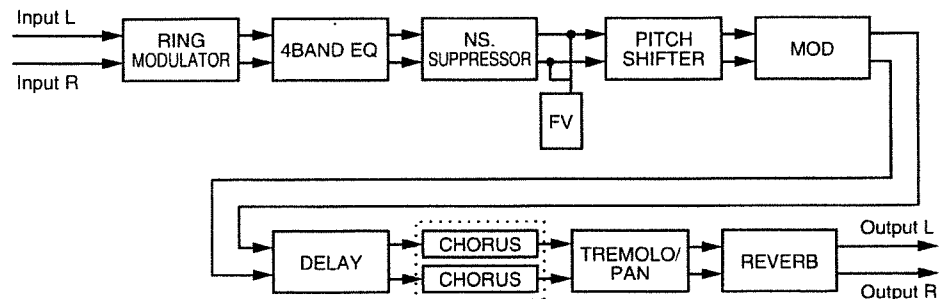 Input L
Input R
RING
MODULATOR
4BAND EQ
NS.
SUPPRESSOR
FV
PITCH
SHIFTER
MOD
DELAY
CHORUS
CHORUS
TREMOLO/
PAN
REVERB
Output L
Output R